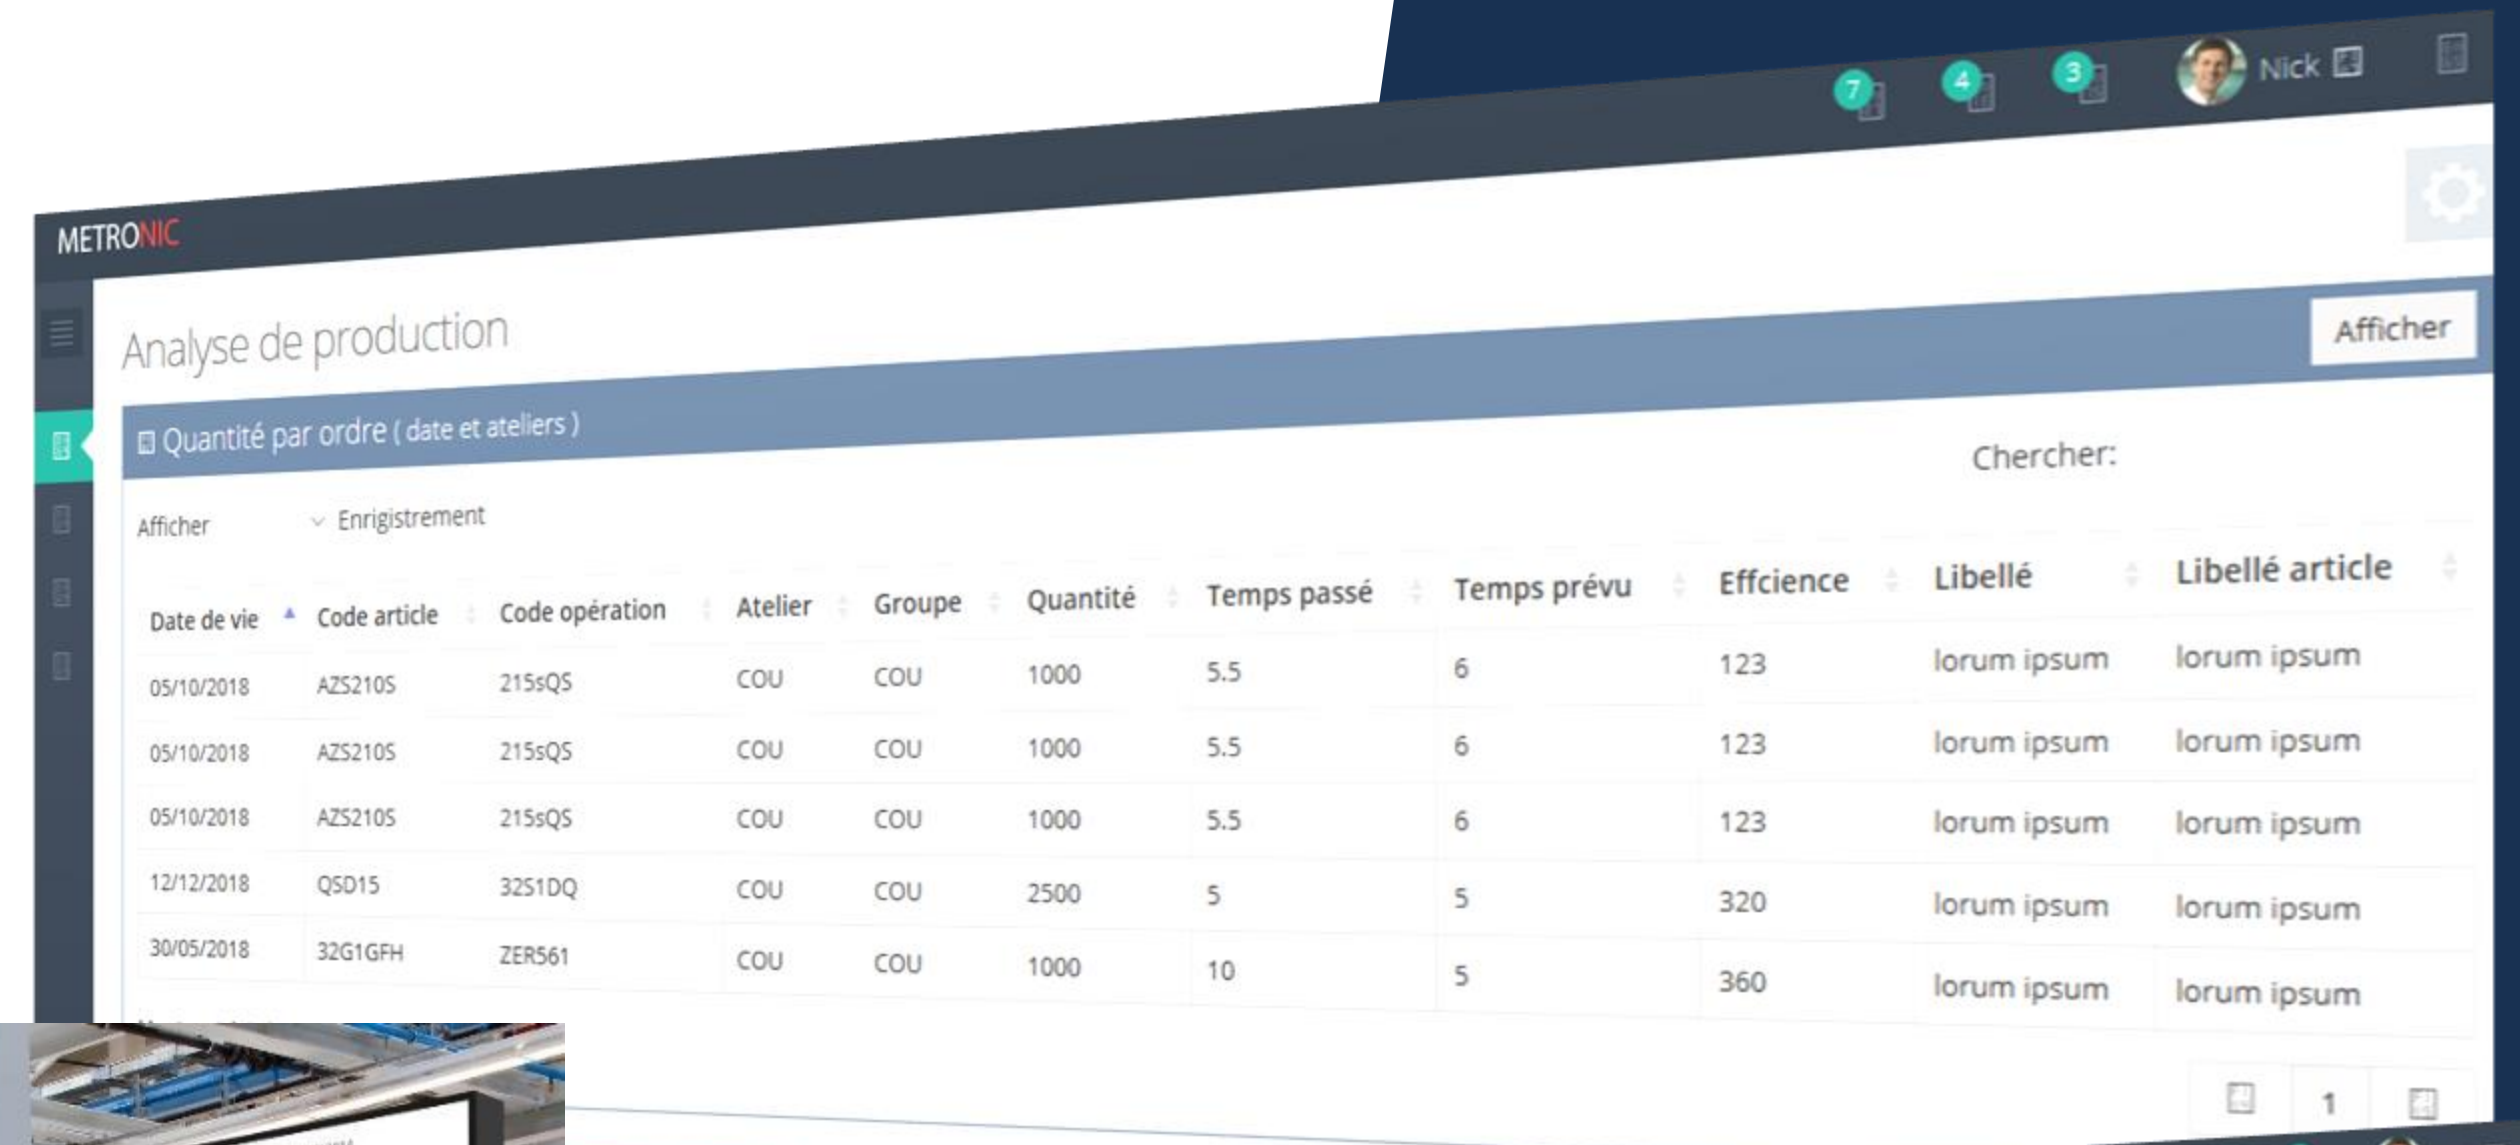 7 4 3 Nick
METRONIC
Analyse de production
Afficher
Quantité par ordre ( date et ateliers )
Chercher:
Afficher Enrigistrement
Date de vie Code article Code opération Atelier Groupe Quantité Temps passé Temps prévu Effcience Libellé Libellé article
05/10/2018 AZS210S 215sQS COU COU 1000 5.5 6 123 lorum ipsum lorum ipsum
05/10/2018 AZS210S 215sQS COU COU 1000 5.5 6 123 lorum ipsum lorum ipsum
05/10/2018 AZS210S 215sQS COU COU 1000 5.5 6 123 lorum ipsum lorum ipsum
12/12/2018 QSD15 32S1DQ COU COU 2500 5 5 320 lorum ipsum lorum ipsum
30/05/2018 32G1GFH ZER561 COU COU 1000 10 5 360 lorum ipsum lorum ipsum
1